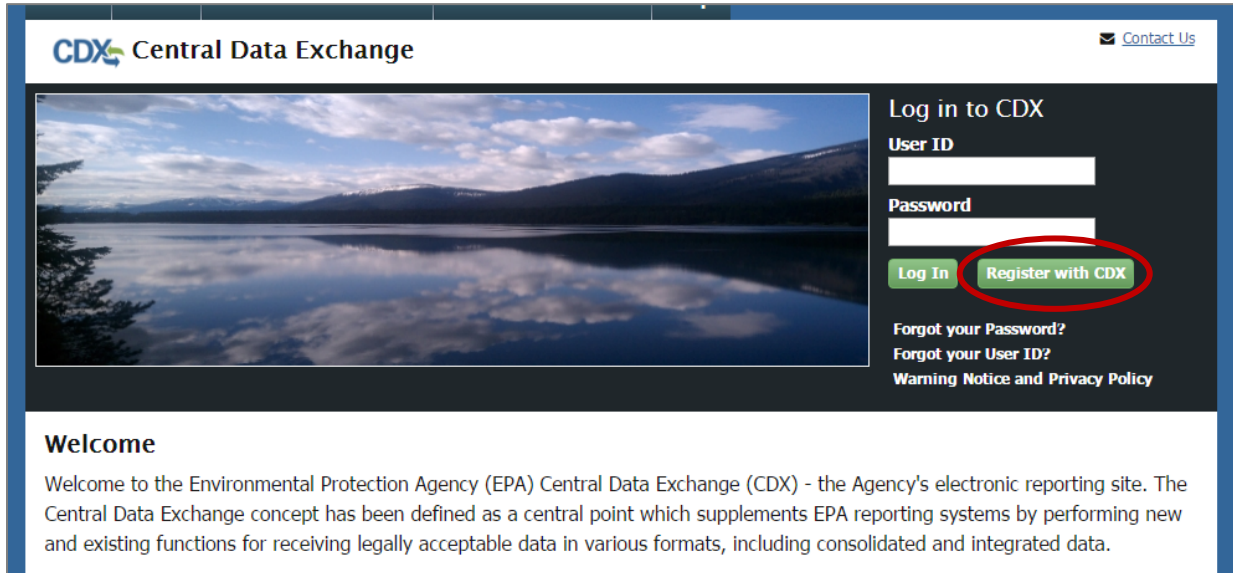 CDX Central Data Exchange
Contact Us
Log in to CDX
User ID
Password
Log In
Register with CDX
Forgot your Password?
Forgot your User ID?
Warning Notice and Privacy Policy
Welcome
Welcome to the Environmental Protection Agency (EPA) Central Data Exchange (CDX) - the Agency's electronic reporting site. The
Central Data Exchange concept has been defined as a central point which supplements EPA reporting systems by performing new
and existing functions for receiving legally acceptable data in various formats, including consolidated and integrated data.